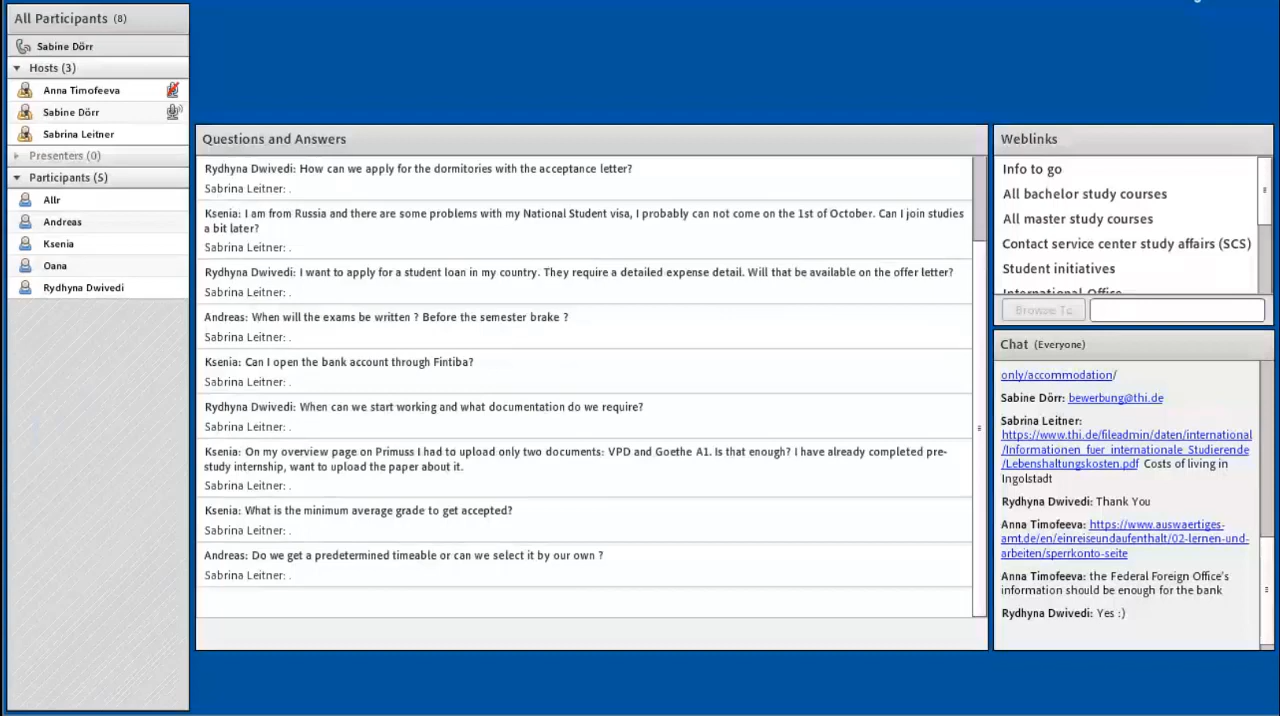 All Participants (8)
Sabine Dörr
Hosts (3)
Anna Timofeeva
Sabine Dörr
Sabrina Leitner
Presenters (0)
Participants (5)
Allr
Andreas
Ksenia
Oana
Rydhyna Dwivedi
Questions and Answers
Rydhyna Dwivedi: How can we apply for the dormitories with the acceptance letter?
Sabrina Leitner: .
Ksenia: I am from Russia and there are some problems with my National Student visa, I probably can not come on the 1st of October. Can I join studies
a bit later?
Sabrina Leitner: .
Rydhyna Dwivedi: I want to apply for a student loan in my country. They require a detailed expense detail. Will that be available on the offer letter?
Sabrina Leitner: .
Andreas: When will the exams be written ? Before the semester brake ?
Sabrina Leitner: .
Ksenia: Can I open the bank account through Fintiba?
Sabrina Leitner: .
Rydhyna Dwivedi: When can we start working and what documentation do we require?
Sabrina Leitner: .
Ksenia: On my overview page on Primuss I had to upload only two documents: VPD and Goethe A1. Is that enough? I have already completed pre-
study internship, want to upload the paper about it.
Sabrina Leitner: .
Ksenia: What is the minimum average grade to get accepted?
Sabrina Leitner: .
Andreas: Do we get a predetermined timeable or can we select it by our own ?
Sabrina Leitner: .
Weblinks
Info to go
All bachelor study courses
All master study courses
Contact service center study affairs (SCS)
Student initiatives
International Office
Browse To
Chat (Everyone)
only/accommodation/
Sabine Dörr: bewerbung@thi.de
Sabrina Leitner:
https://www.thi.de/fileadmin/daten/international
/Informationen_fuer_internationale_Studierende
/Lebenshaltungskosten.pdf Costs of living in
Ingolstadt
Rydhyna Dwivedi: Thank You
Anna Timofeeva: https://www.auswaertiges-
amt.de/en/einreiseundaufenthalt/02-lernen-und-
arbeiten/sperrkonto-seite
Anna Timofeeva: the Federal Foreign Office's
information should be enough for the bank
Rydhyna Dwivedi: Yes :)